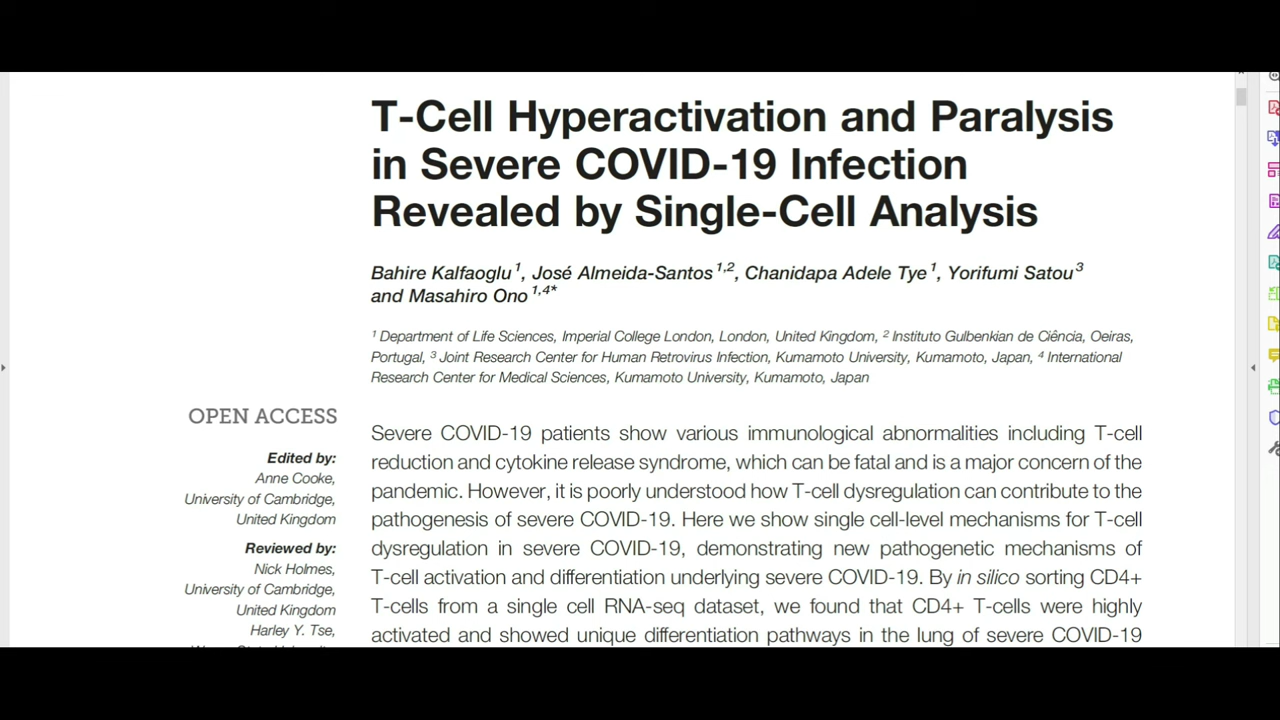 T-Cell Hyperactivation and Paralysis
in Severe COVID-19 Infection
Revealed by Single-Cell Analysis
Bahire Kalfaoglu 1, José Almeida-Santos 1,2, Chanidapa Adele Tye 1, Yorifumi Satou 3
and Masahiro Ono 1,4*
1 Department of Life Sciences, Imperial College London, London, United Kingdom, 2 Instituto Gulbenkian de Ciência, Oeiras,
Portugal, 3 Joint Research Center for Human Retrovirus Infection, Kumamoto University, Kumamoto, Japan, 4 International
Research Center for Medical Sciences, Kumamoto University, Kumamoto, Japan
OPEN ACCESS
Edited by:
Anne Cooke,
University of Cambridge,
United Kingdom
Reviewed by:
Nick Holmes,
University of Cambridge,
United Kingdom
Harley Y. Tse,
Severe COVID-19 patients show various immunological abnormalities including T-cell
reduction and cytokine release syndrome, which can be fatal and is a major concern of the
pandemic. However, it is poorly understood how T-cell dysregulation can contribute to the
pathogenesis of severe COVID-19. Here we show single cell-level mechanisms for T-cell
dysregulation in severe COVID-19, demonstrating new pathogenetic mechanisms of
T-cell activation and differentiation underlying severe COVID-19. By in silico sorting CD4+
T-cells from a single cell RNA-seq dataset, we found that CD4+ T-cells were highly
activated and showed unique differentiation pathways in the lung of severe COVID-19